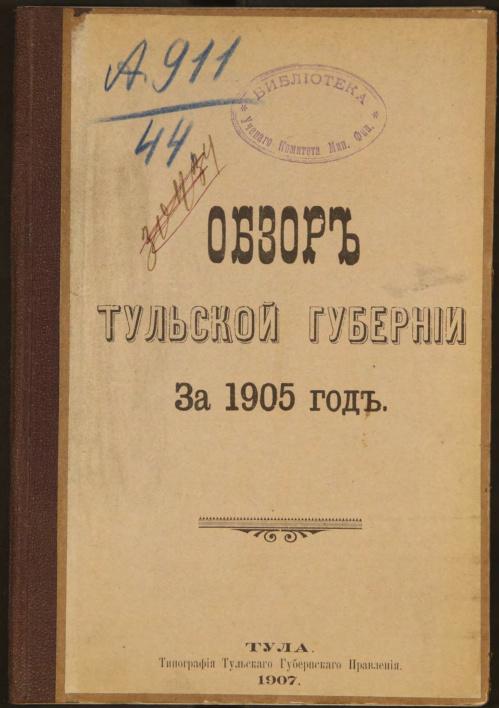 А.911
44
БИБЛІОТЕКА
* Ученаго Комитета Мин. Фин. *
ОБЗОРЪ
ТУЛЬСКОЙ ГУБЕРНІИ
За 1905 годъ.
ТУЛА.
Типографія Тульскаго Губернскаго Правленія.
1907.